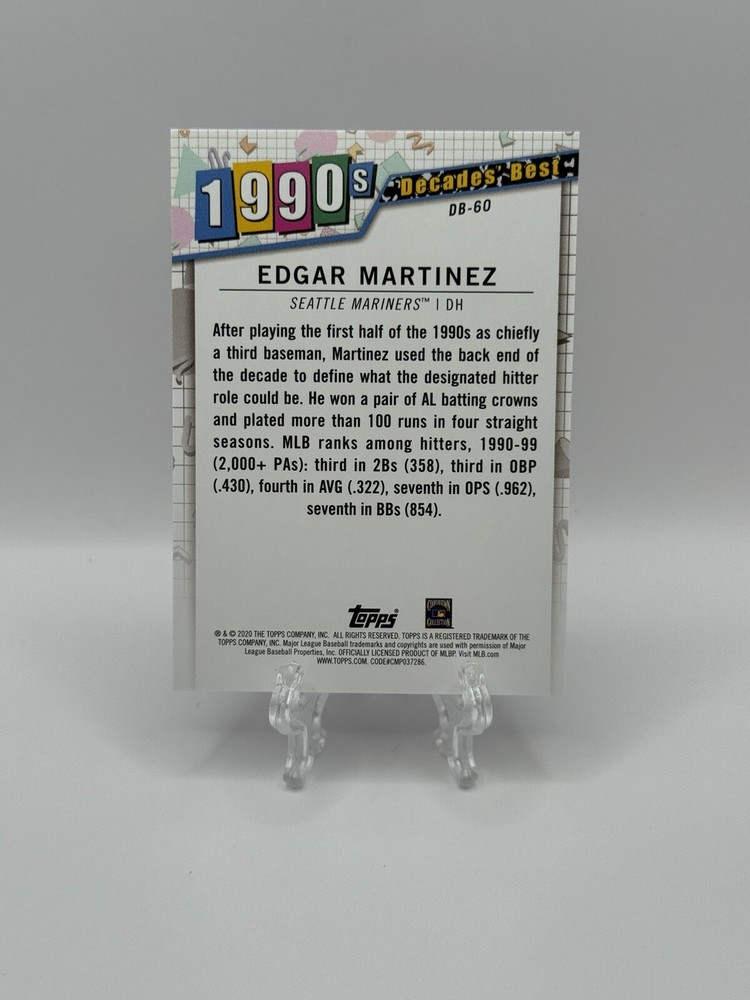 1990s Decades' Best
DB-60
EDGAR MARTINEZ
SEATTLE MARINERS™ | DH
After playing the first half of the 1990s as chiefly
a third baseman, Martinez used the back end of
the decade to define what the designated hitter
role could be. He won a pair of AL batting crowns
and plated more than 100 runs in four straight
seasons. MLB ranks among hitters, 1990-99
(2,000+ PAs): third in 2Bs (358), third in OBP
(.430), fourth in AVG (.322), seventh in OPS (.962),
seventh in BBs (854).
Topps®
COOPERSTOWN
COLLECTION
® & © 2020 THE TOPPS COMPANY, INC. ALL RIGHTS RESERVED. TOPPS IS A REGISTERED TRADEMARK OF THE
TOPPS COMPANY, INC. Major League Baseball trademarks and copyrights are used with permission of Major
League Baseball Properties, Inc. OFFICIALLY LICENSED PRODUCT OF MLBP. Visit MLB.com
WWW.TOPPS.COM. CODE#CMP037286.